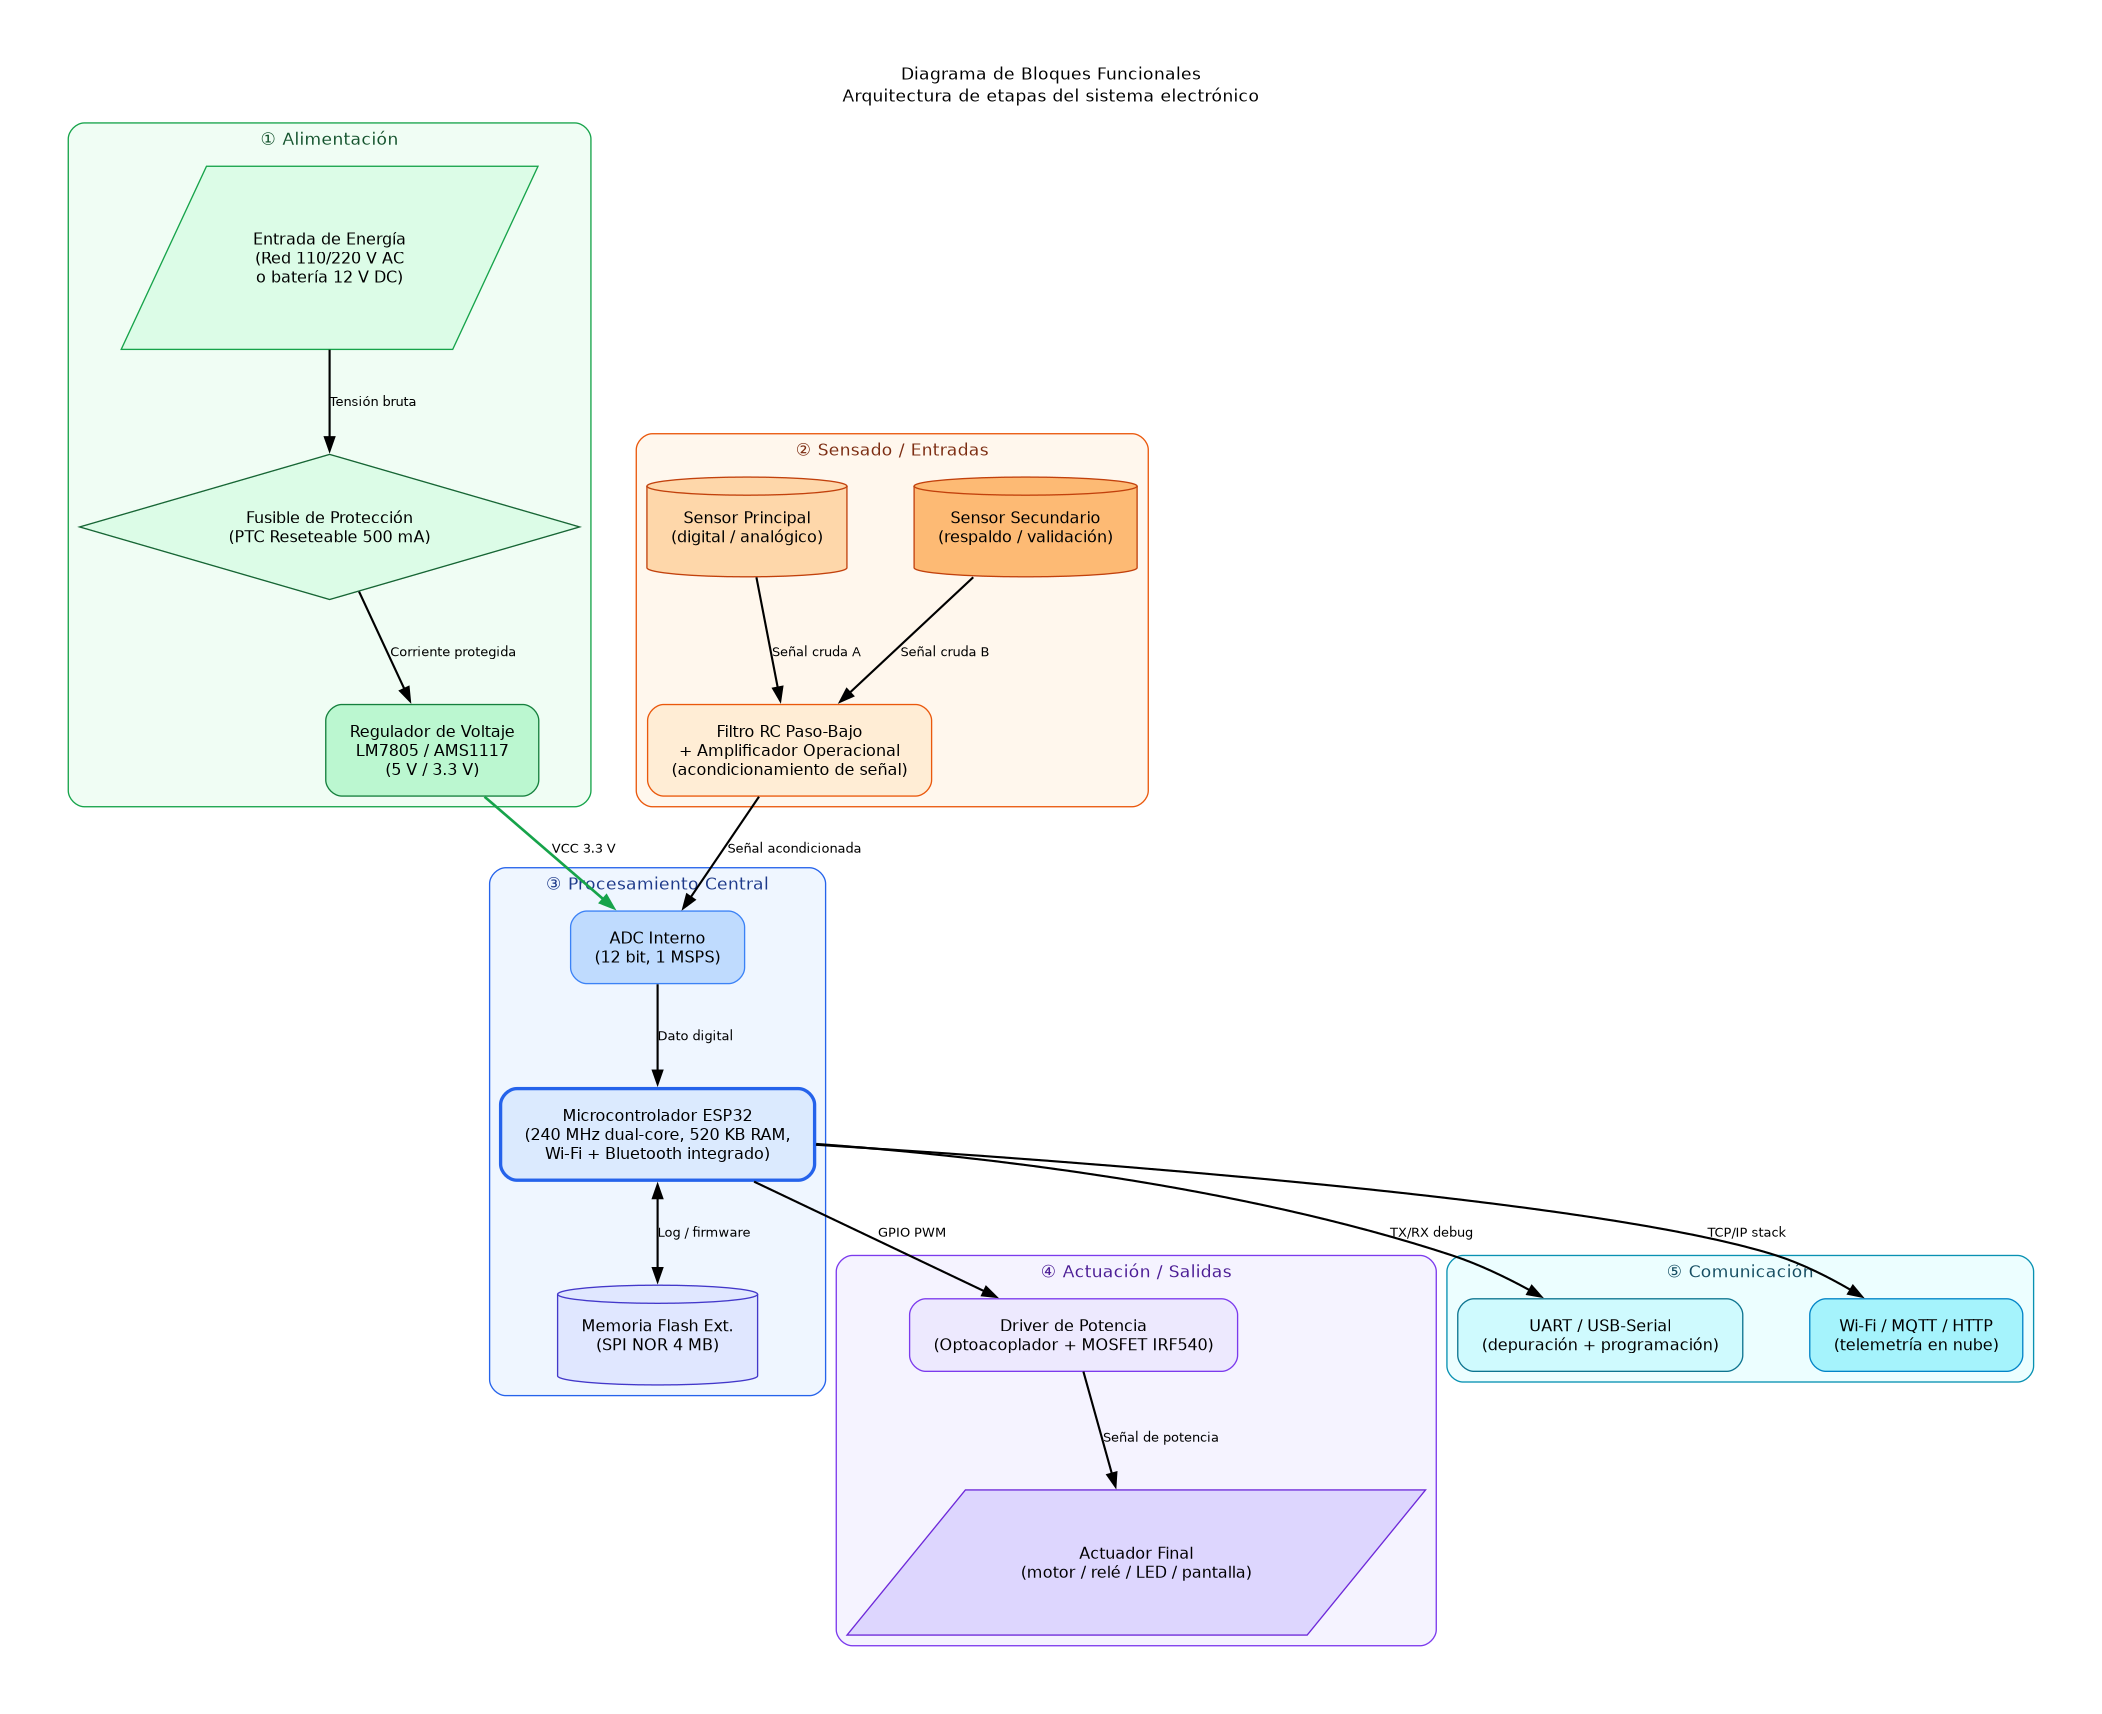 Diagrama de Bloques Funcionales
Arquitectura de etapas del sistema electrónico
① Alimentación
Entrada de Energía
(Red 110/220 V AC
o batería 12 V DC)
Tensión bruta
Fusible de Protección
(PTC Reseteable 500 mA)
Corriente protegida
Regulador de Voltaje
LM7805 / AMS1117
(5 V / 3.3 V)
② Sensado / Entradas
Sensor Principal
(digital / analógico)
Sensor Secundario
(respaldo / validación)
Señal cruda A
Señal cruda B
Filtro RC Paso-Bajo
+ Amplificador Operacional
(acondicionamiento de señal)
VCC 3.3 V
Señal acondicionada
③ Procesamiento Central
ADC Interno
(12 bit, 1 MSPS)
Dato digital
Microcontrolador ESP32
(240 MHz dual-core, 520 KB RAM,
Wi-Fi + Bluetooth integrado)
Log / firmware
GPIO PWM
TX/RX debug
TCP/IP stack
Memoria Flash Ext.
(SPI NOR 4 MB)
④ Actuación / Salidas
Driver de Potencia
(Optoacoplador + MOSFET IRF540)
Señal de potencia
Actuador Final
(motor / relé / LED / pantalla)
⑤ Comunicación
UART / USB-Serial
(depuración + programación)
Wi-Fi / MQTT / HTTP
(telemetría en nube)